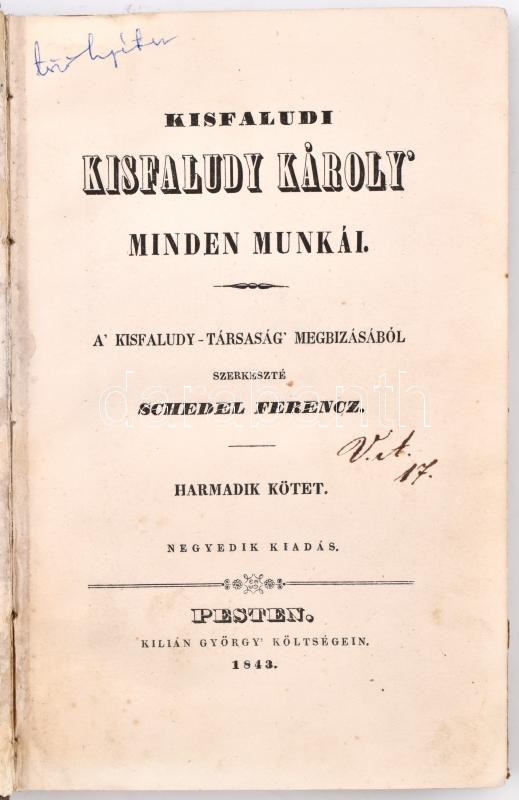 KISFALUDI
KISFALUDY KÁROLY'
MINDEN MUNKÁI.
A' KISFALUDY-TÁRSASÁG' MEGBIZÁSÁBÓL
SZERKESZTÉ
SCHEDEL FERENCZ.
V. A.
17.
HARMADIK KÖTET.
NEGYEDIK KIADÁS.
PESTEN.
KILIÁN GYÖRGY' KÖLTSÉGEIN.
1843.
darabanth